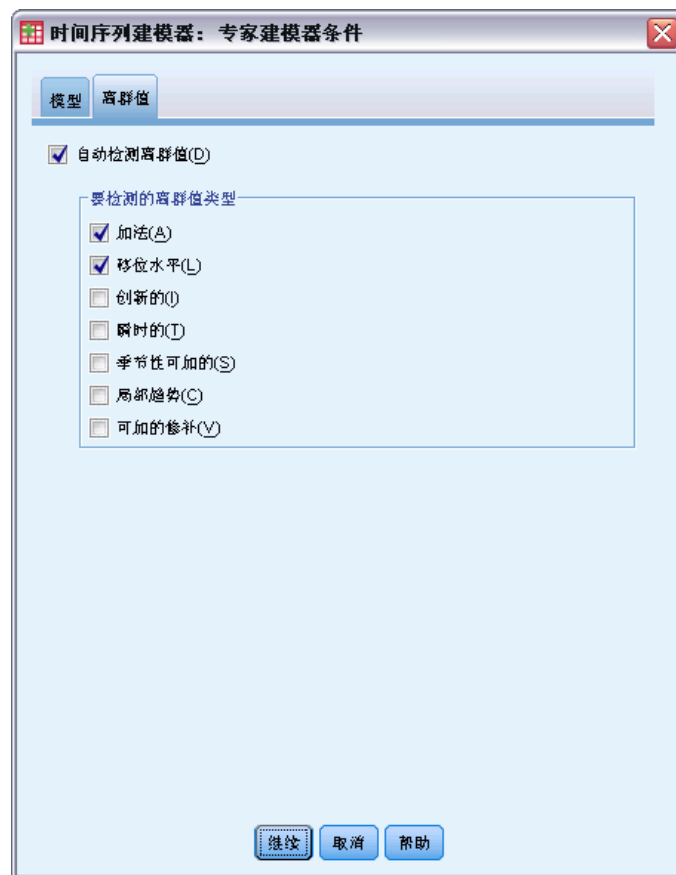 时间序列建模器：专家建模器条件
模型 离群值
自动检测离群值(D)
要检测的离群值类型
加法(A)
移位水平(L)
创新的(I)
瞬时的(T)
季节性可加的(S)
局部趋势(C)
可加的修补(V)
继续 取消 帮助